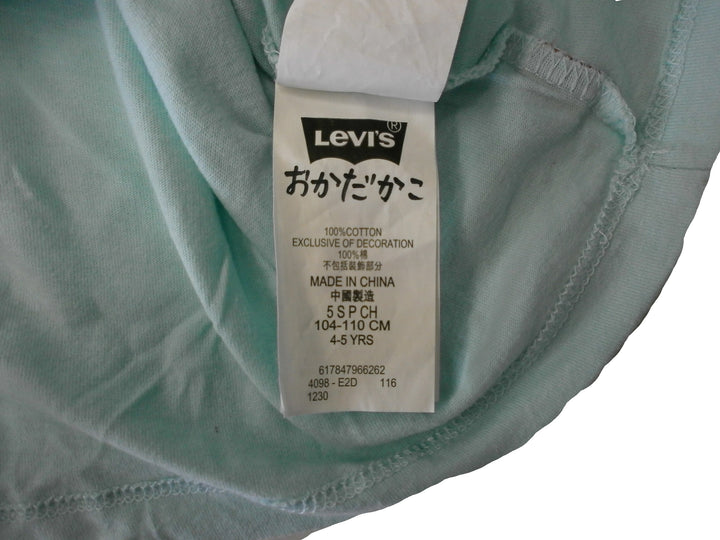 LEVI'S®
おかだかこ
100%COTTON
EXCLUSIVE OF DECORATION
100%棉
不包括裝飾部分
MADE IN CHINA
中國製造
5 S P CH
104-110 CM
4-5 YRS
617847966262
4098 - E2D 116
1230